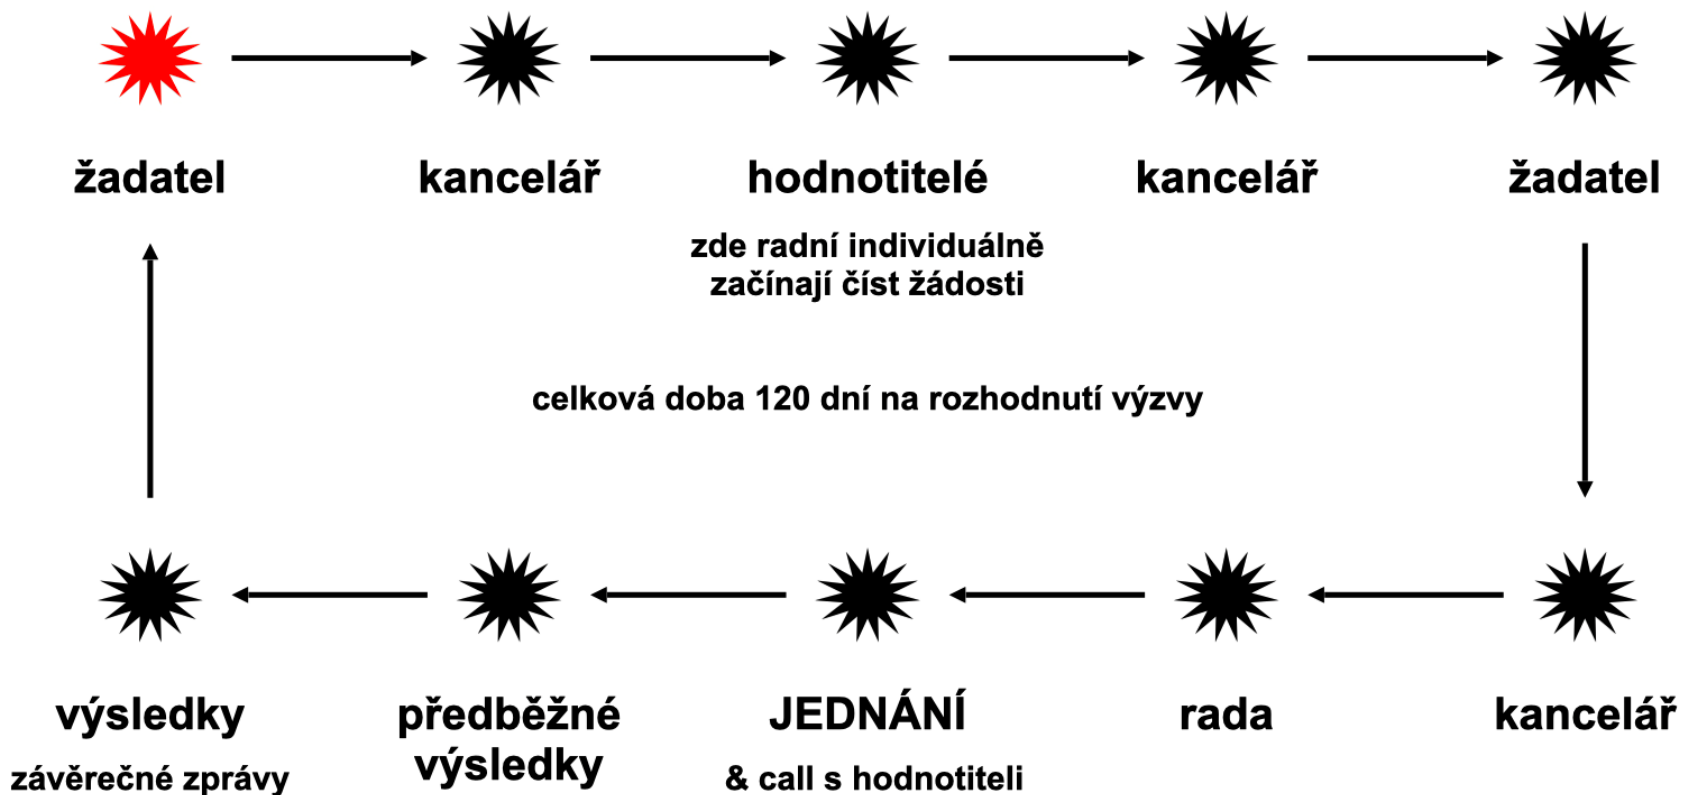 žadatel
kancelář
hodnotitelé
kancelář
žadatel
zde radní individuálně
začínají číst žádosti
celková doba 120 dní na rozhodnutí výzvy
výsledky
závěrečné zprávy
předběžné
výsledky
JEDNÁNÍ
& call s hodnotiteli
rada
kancelář